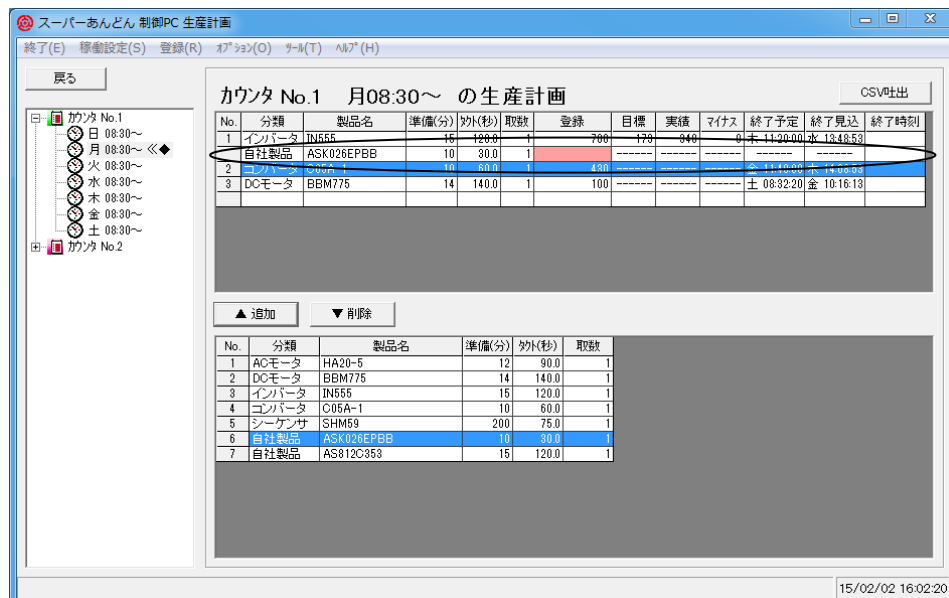 スーパーあんどん 制御PC 生産計画
終了(E) 稼働設定(S) 登録(R) ｵﾌﾟｼｮﾝ(O) ﾂｰﾙ(T) ﾍﾙﾌﾟ(H)
戻る
ｶｳﾝﾀ No.1
日 08:30～
月 08:30～ ≪◆
火 08:30～
水 08:30～
木 08:30～
金 08:30～
土 08:30～
ｶｳﾝﾀ No.2
ｶｳﾝﾀ No.1 月08:30～ の生産計画
CSV吐出
No. 分類 製品名 準備(分) ﾀｸﾄ(秒) 取数 登録 目標 実績 マイナス 終了予定 終了見込 終了時刻
1 インバータ IN555 15 120.0 1 700 173 340 0 木 11:20:00 水 13:48:53
自社製品 ASK026EPBB 10 30.0 1 ------ ------ ------ ------ ------
2 コンバータ C05A-1 10 60.0 1 430 ------ ------ ------ 金 11:40:00 木 14:08:53
3 DCモータ BBM775 14 140.0 1 100 ------ ------ ------ 土 08:32:20 金 10:16:13
▲ 追加
▼ 削除
No. 分類 製品名 準備(分) ﾀｸﾄ(秒) 取数
1 ACモータ HA20-5 12 90.0 1
2 DCモータ BBM775 14 140.0 1
3 インバータ IN555 15 120.0 1
4 コンバータ C05A-1 10 60.0 1
5 シーケンサ SHM59 200 75.0 1
6 自社製品 ASK026EPBB 10 30.0 1
7 自社製品 AS812C353 15 120.0 1
15/02/02 16:02:20